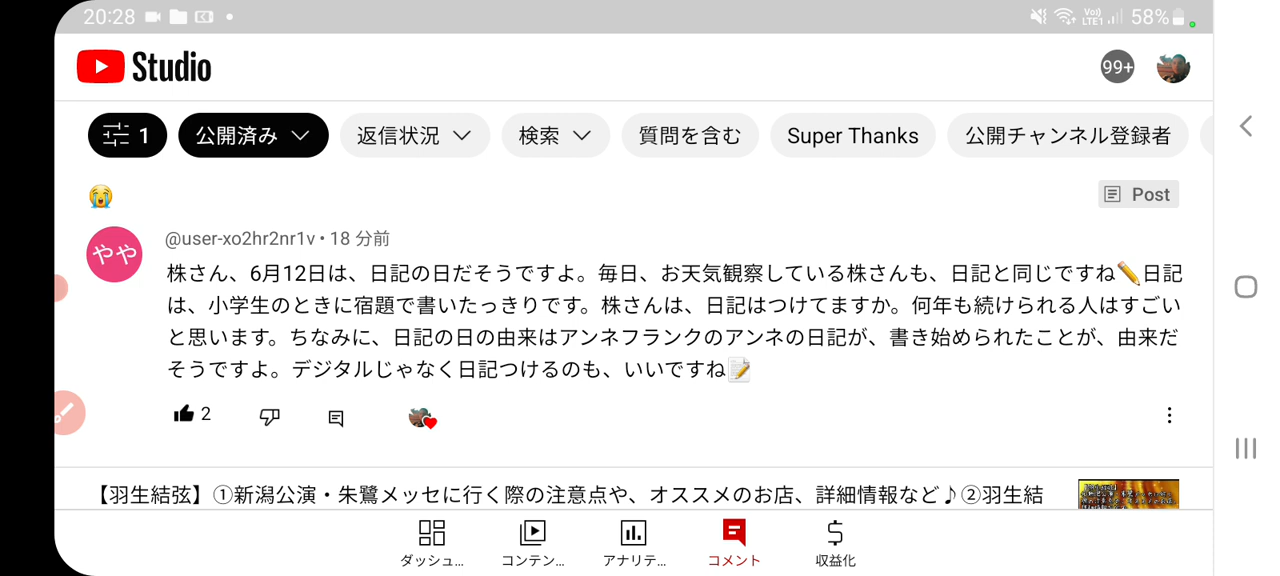 20:28
Vo) LTE1 58%
Studio
99+
1 公開済み 返信状況 検索 質問を含む Super Thanks 公開チャンネル登録者
😭 Post
やや
@user-xo2hr2nr1v • 18 分前
株さん、6月12日は、日記の日だそうですよ。毎日、お天気観察している株さんも、日記と同じですね✏️日記
は、小学生のときに宿題で書いたっきりです。株さんは、日記はつけてますか。何年も続けられる人はすごい
と思います。ちなみに、日記の日の由来はアンネフランクのアンネの日記が、書き始められたことが、由来だ
そうですよ。デジタルじゃなく日記つけるのも、いいですね📝
2
【羽生結弦】①新潟公演・朱鷺メッセに行く際の注意点や、オススメのお店、詳細情報など♪②羽生結
ダッシュ... コンテン... アナリテ... コメント 収益化